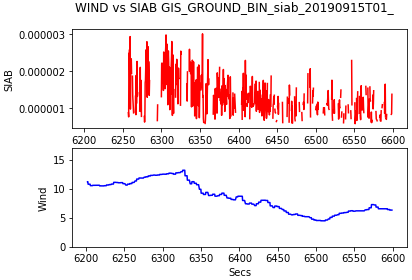 WIND vs SIAB GIS_GROUND_BIN_siab_20190915T01_
0.000003
0.000002
0.000001
SIAB
6200 6250 6300 6350 6400 6450 6500 6550 6600
15
10
5
0
Wind
6200 6250 6300 6350 6400 6450 6500 6550 6600
Secs